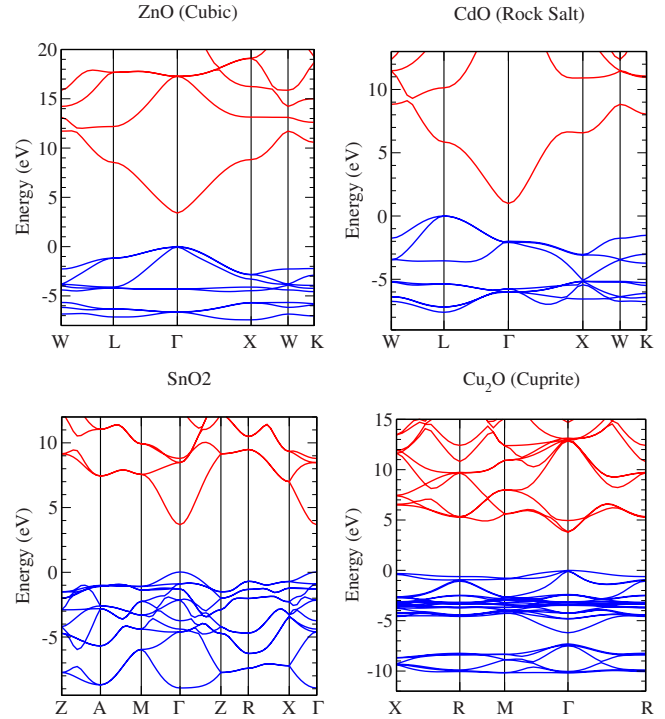 ZnO (Cubic)
Energy (eV)
20
15
10
5
0
-5
W L Γ X W K
CdO (Rock Salt)
Energy (eV)
10
5
0
-5
W L Γ X W K
SnO2
Energy (eV)
10
5
0
-5
Z A M Γ Z R X Γ
Cu₂O (Cuprite)
Energy (eV)
15
10
5
0
-5
-10
X R M Γ R